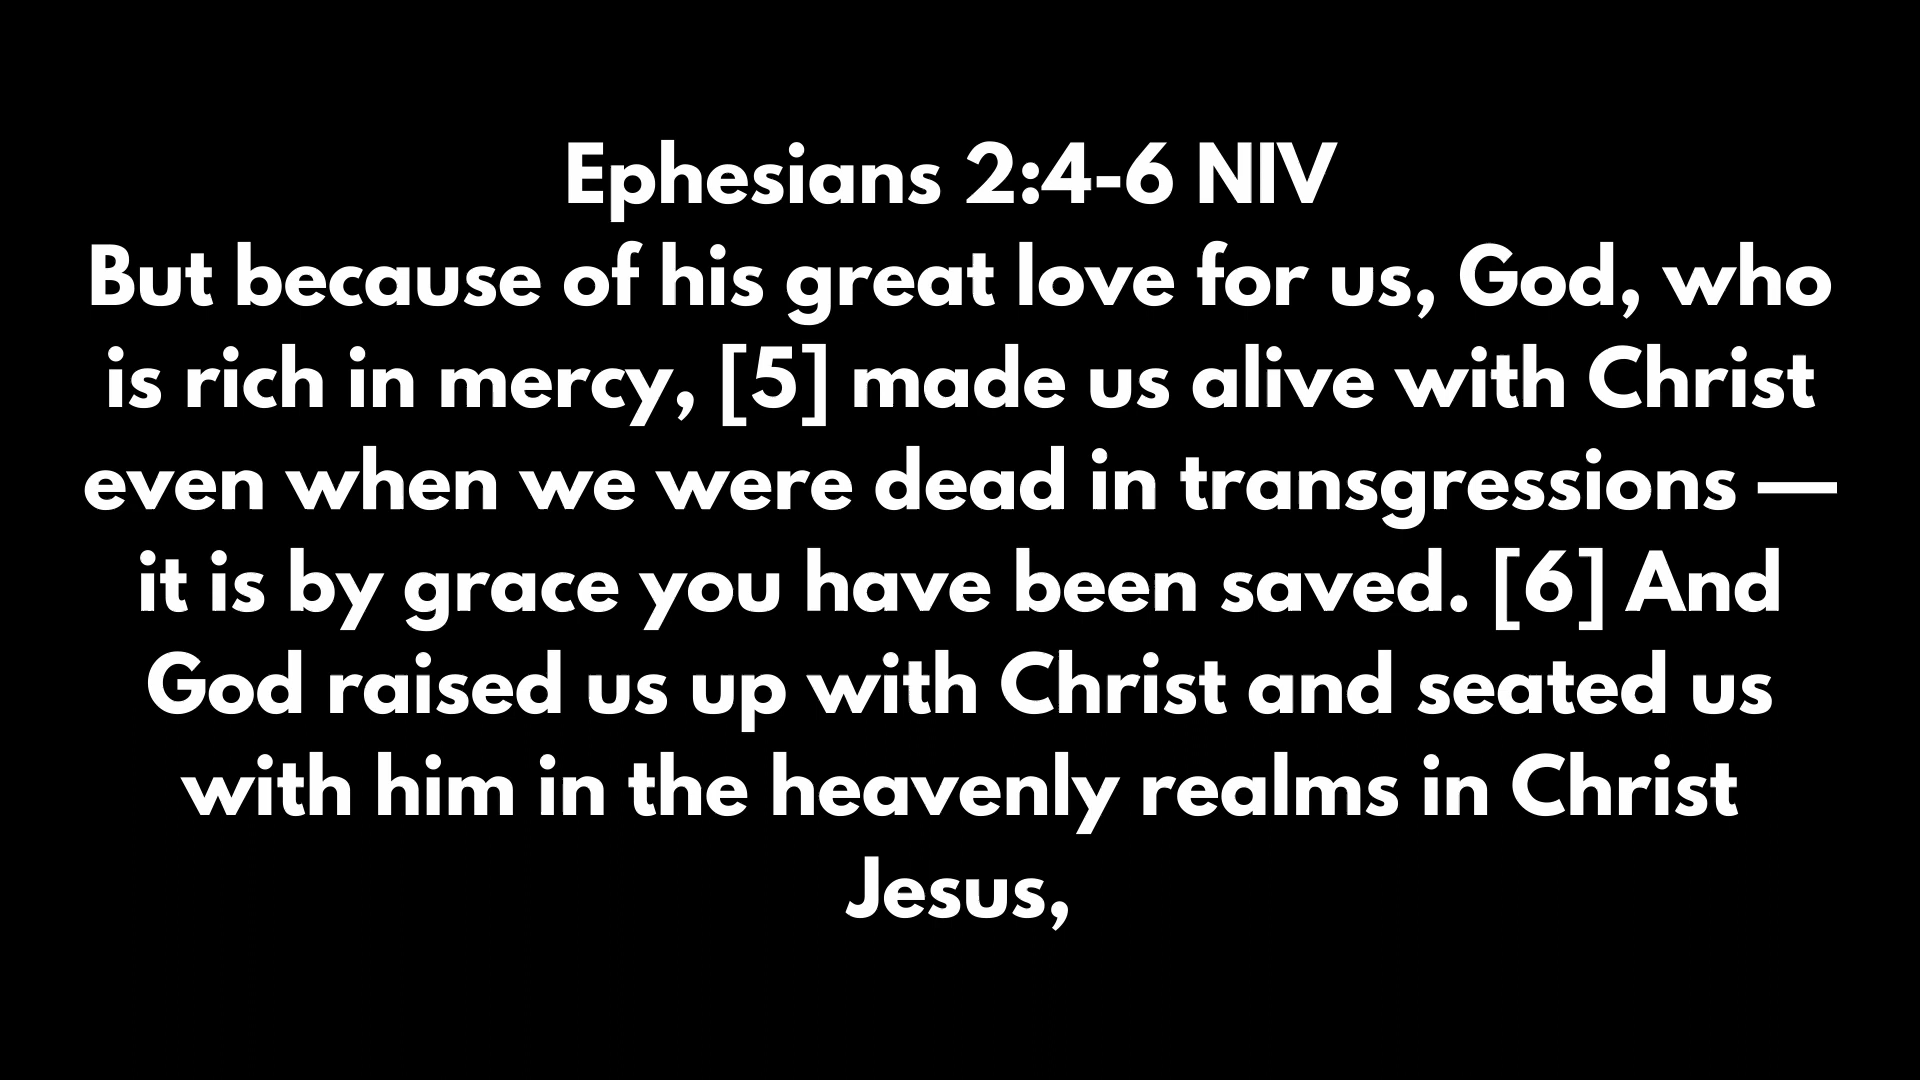 Ephesians 2:4-6 NIV
But because of his great love for us, God, who
is rich in mercy, [5] made us alive with Christ
even when we were dead in transgressions —
it is by grace you have been saved. [6] And
God raised us up with Christ and seated us
with him in the heavenly realms in Christ
Jesus,